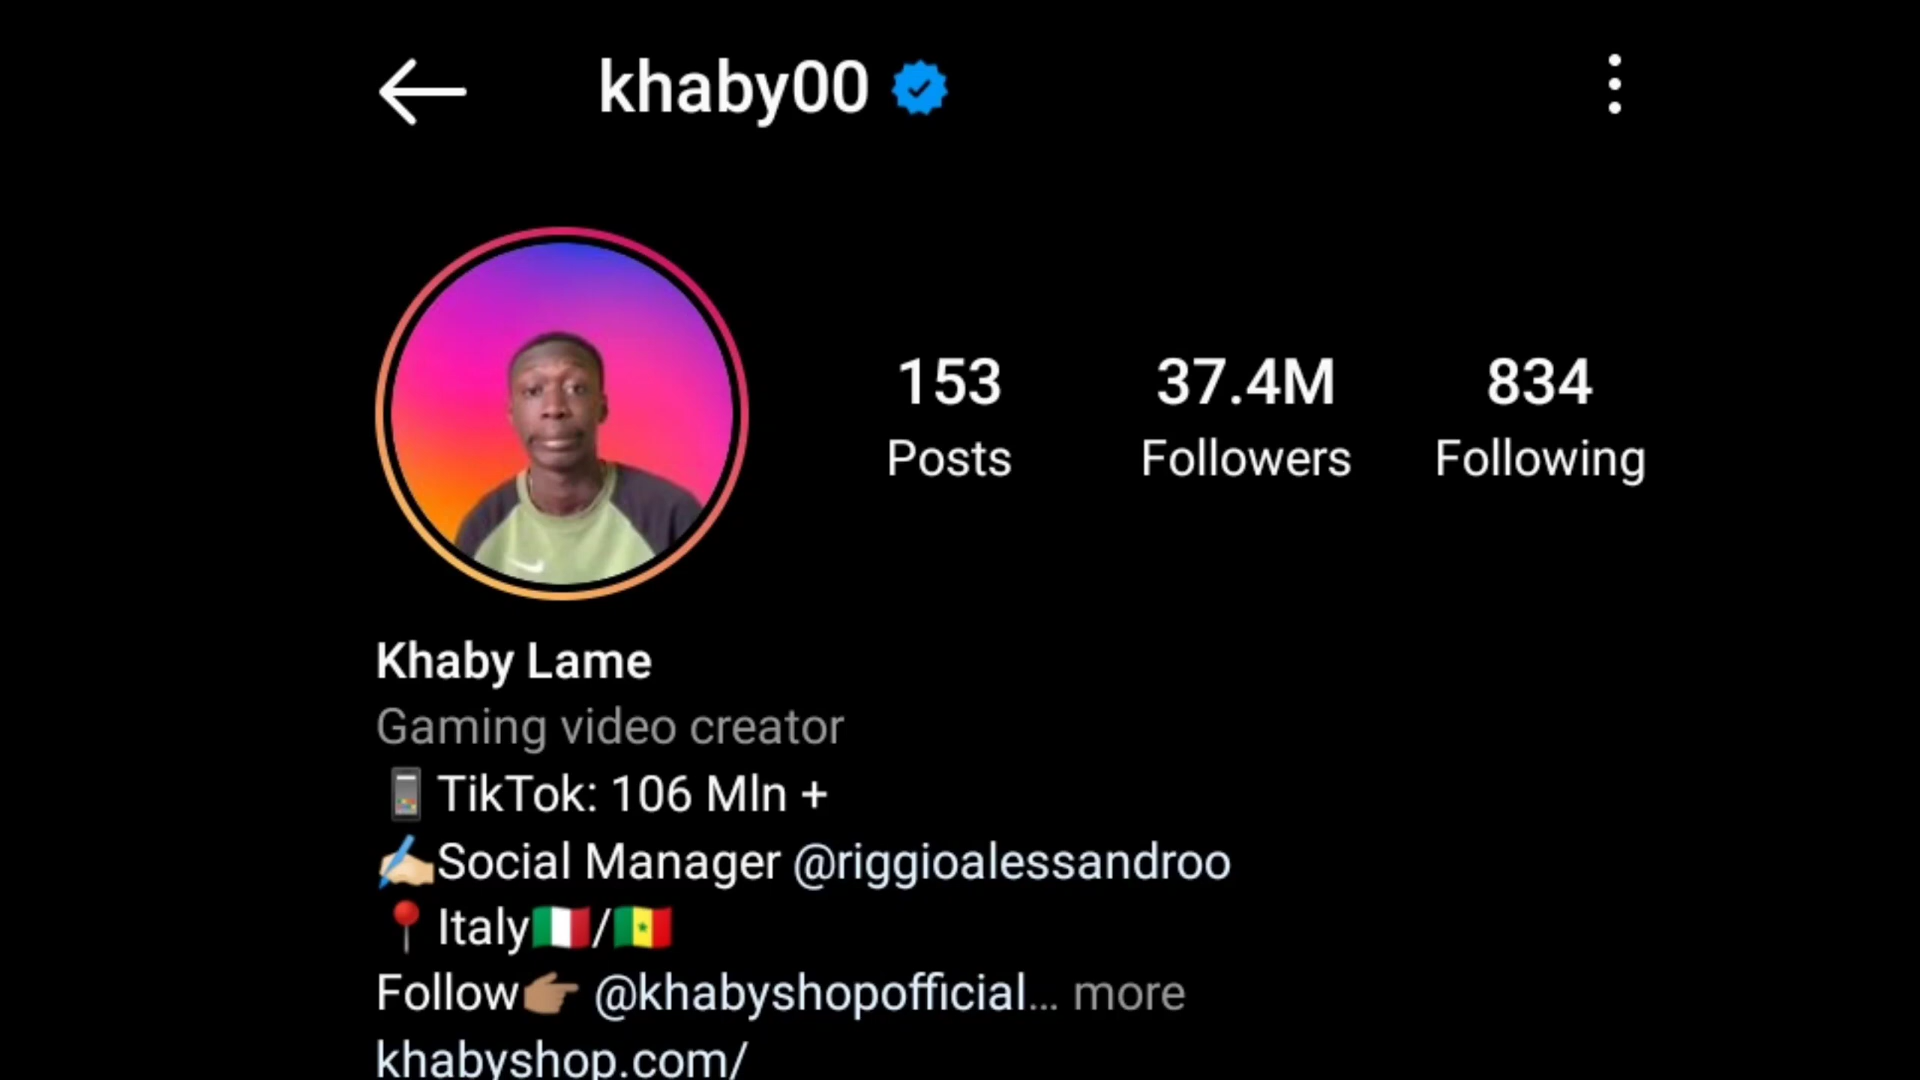 khaby00
153 37.4M 834
Posts Followers Following
Khaby Lame
Gaming video creator
📱TikTok: 106 Mln +
✍🏻Social Manager @riggioalessandroo
📍Italy🇮🇹/🇸🇳
Follow👉🏽 @khabyshopofficial... more
khabyshop.com/